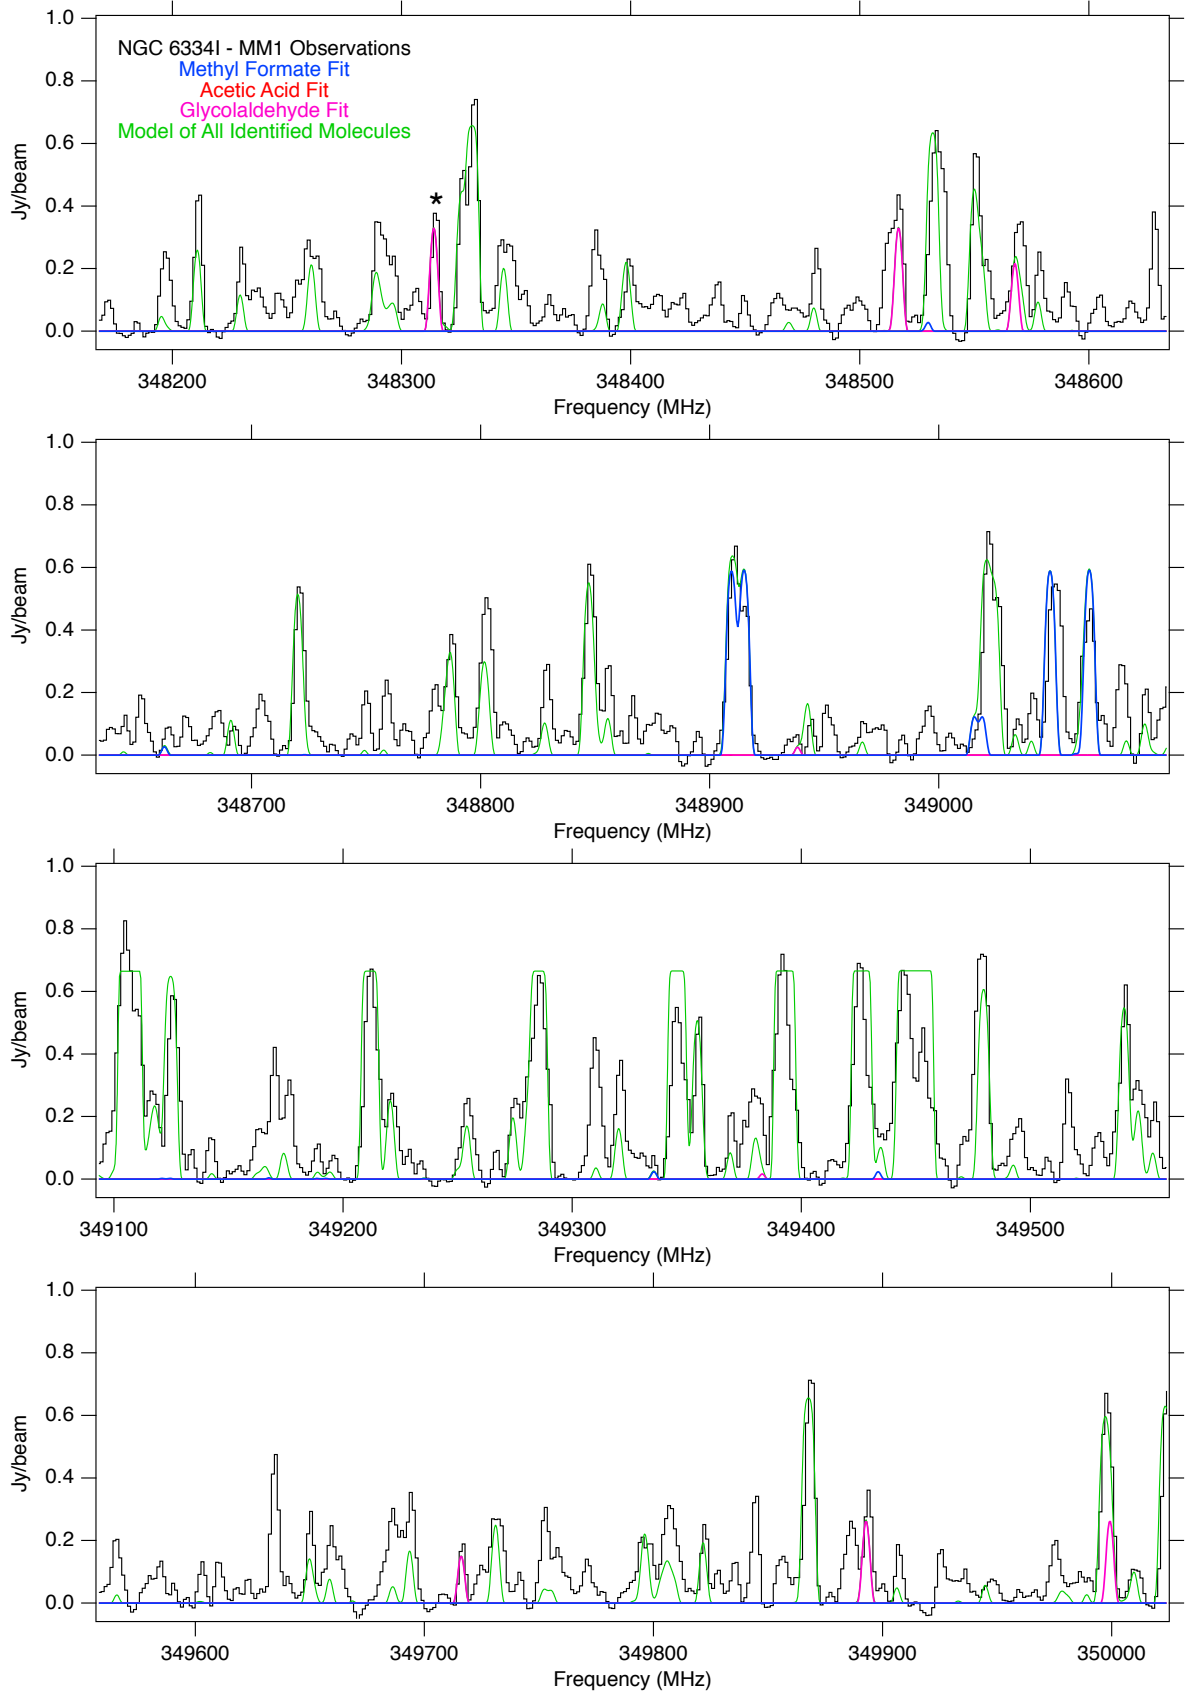 1.0
NGC 6334I - MM1 Observations
Methyl Formate Fit
Acetic Acid Fit
Glycolaldehyde Fit
Model of All Identified Molecules
0.8
0.6
*
0.4
0.2
0.0
Jy/beam
348200 348300 348400 348500 348600
Frequency (MHz)
1.0
0.8
0.6
0.4
0.2
0.0
Jy/beam
348700 348800 348900 349000
Frequency (MHz)
1.0
0.8
0.6
0.4
0.2
0.0
Jy/beam
349100 349200 349300 349400 349500
Frequency (MHz)
1.0
0.8
0.6
0.4
0.2
0.0
Jy/beam
349600 349700 349800 349900 350000
Frequency (MHz)